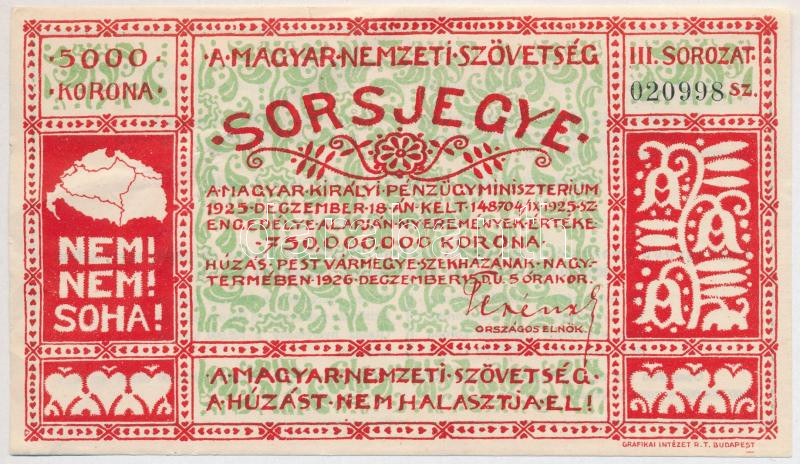 ·5000·
·KORONA·
·A·MAGYAR·NEMZETI·SZÖVETSÉG
III. SOROZAT
020998 SZ.
·SORSJEGYE·
A·MAGYAR·KIRÁLYI·PÉNZÜGYMINISZTERIUM
1925·DECZEMBER·18·ÁN·KELT·148704/IX·1925·SZ
ENGEDÉLYE·ALAPJÁN·NYEREMÉNYEK·ÉRTÉKE
·750,000.000 KORONA·
HÚZÁS: PEST VÁRMEGYE·SZÉKHÁZÁNAK·NAGY-
TERMÉBEN·1926·DECZEMBER 15·D.U. 5 ÓRAKOR.
ORSZÁGOS ELNÖK.
NEM!
NEM!
SOHA!
·A·MAGYAR·NEMZETI·SZÖVETSÉG·
·A·HÚZÁST·NEM HALASZTJA·EL!·
GRAFIKAI INTÉZET R.T. BUDAPEST